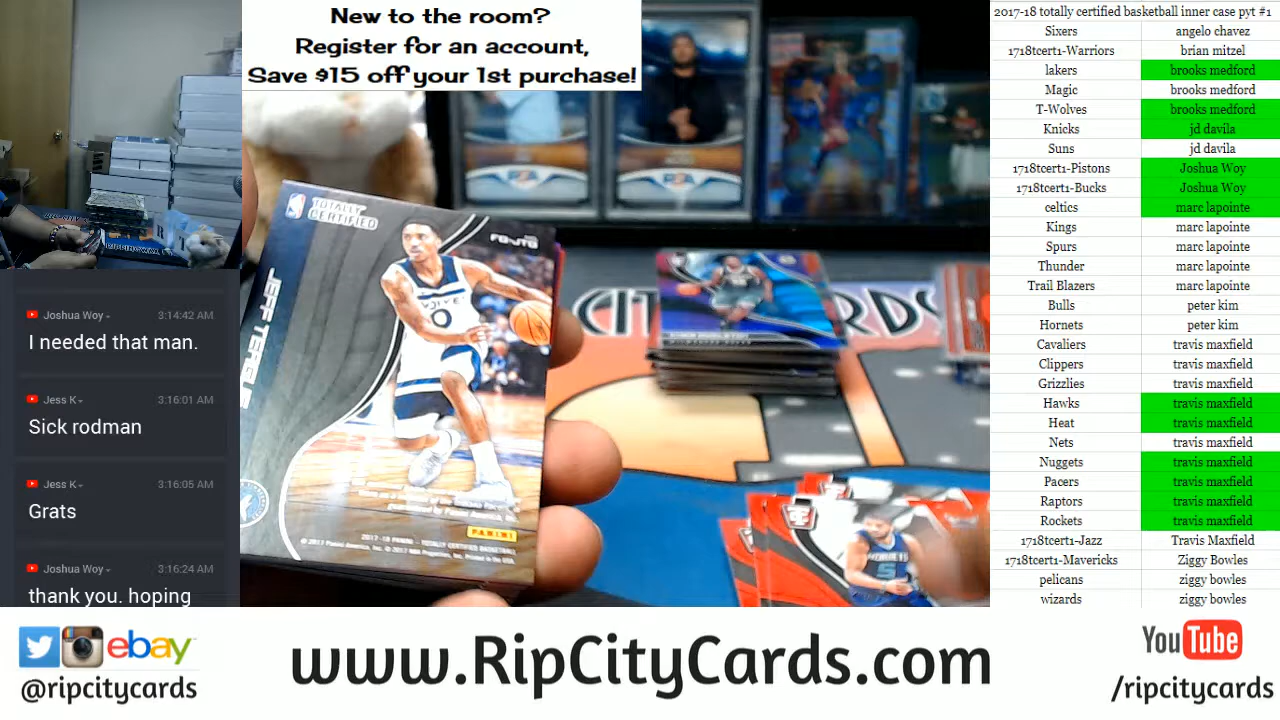 New to the room?
Register for an account,
Save $15 off your 1st purchase!
Joshua Woy
3:14:42 AM
I needed that man.
Jess K
3:16:01 AM
Sick rodman
Jess K
3:16:05 AM
Grats
Joshua Woy
3:16:24 AM
thank you. hoping
TOTALLY
CERTIFIED
JEFF TEAGUE
FG-JTG
PANINI
CIT
CARDS
2017-18 totally certified basketball inner case pyt #1
Sixers angelo chavez
1718tcert1-Warriors brian mitzel
lakers brooks medford
Magic brooks medford
T-Wolves brooks medford
Knicks jd davila
Suns jd davila
1718tcert1-Pistons Joshua Woy
1718tcert1-Bucks Joshua Woy
celtics marc lapointe
Kings marc lapointe
Spurs marc lapointe
Thunder marc lapointe
Trail Blazers marc lapointe
Bulls peter kim
Hornets peter kim
Cavaliers travis maxfield
Clippers travis maxfield
Grizzlies travis maxfield
Hawks travis maxfield
Heat travis maxfield
Nets travis maxfield
Nuggets travis maxfield
Pacers travis maxfield
Raptors travis maxfield
Rockets travis maxfield
1718tcert1-Jazz Travis Maxfield
1718tcert1-Mavericks Ziggy Bowles
pelicans ziggy bowles
wizards ziggy bowles
ebay
@ripcitycards
www.RipCityCards.com
YouTube
/ripcitycards